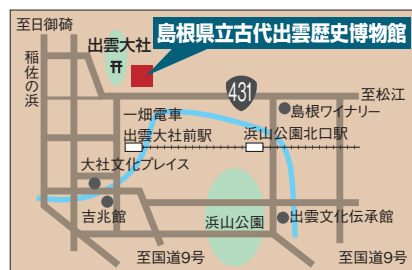 至日御碕
島根県立古代出雲歴史博物館
出雲大社
稲佐の浜
431
至松江
一畑電車
島根ワイナリー
出雲大社前駅
浜山公園北口駅
大社文化プレイス
吉兆館
浜山公園
出雲文化伝承館
至国道9号
至国道9号